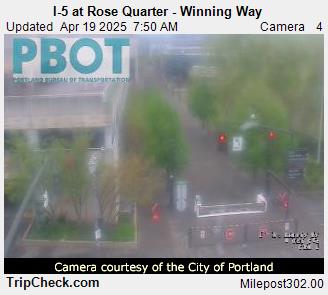 I-5 at Rose Quarter - Winning Way
Updated Apr 19 2025 7:50 AM Camera 4
PBOT
PORTLAND BUREAU OF TRANSPORTATION
Camera courtesy of the City of Portland
TripCheck.com Milepost302.00